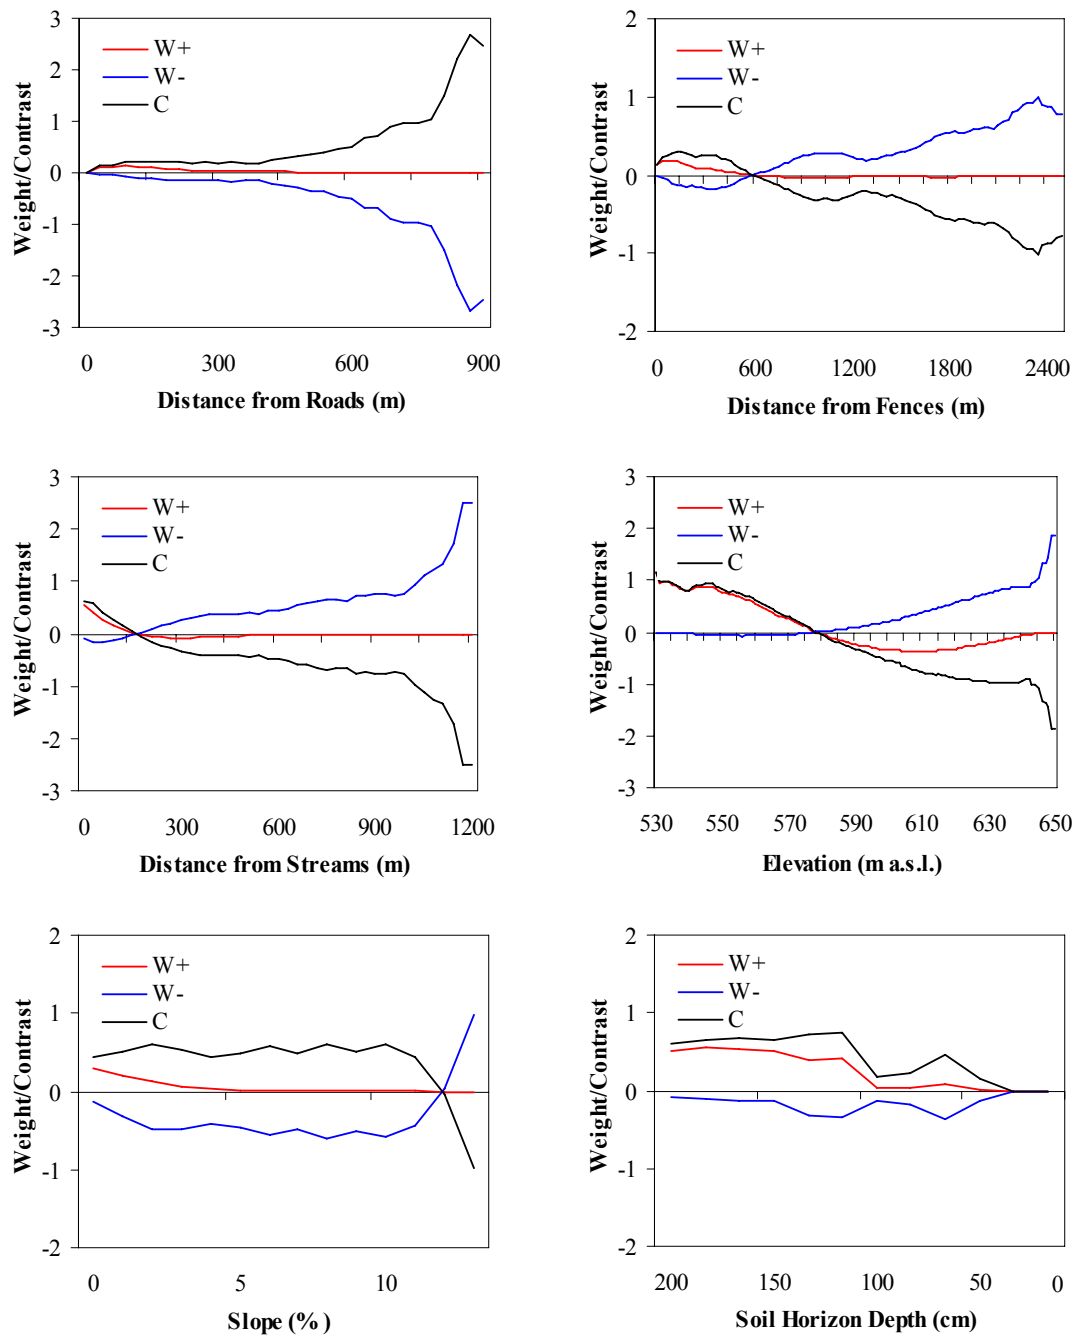 3
2
1
0
-1
-2
-3
W+
W-
C
Weight/Contrast
0 300 600 900
Distance from Roads (m)
2
1
0
-1
-2
W+
W-
C
Weight/Contrast
0 600 1200 1800 2400
Distance from Fences (m)
3
2
1
0
-1
-2
-3
W+
W-
C
Weight/Contrast
0 300 600 900 1200
Distance from Streams (m)
3
2
1
0
-1
-2
-3
W+
W-
C
Weight/Contrast
530 550 570 590 610 630 650
Elevation (m a.s.l.)
2
1
0
-1
-2
W+
W-
C
Weight/Contrast
0 5 10
Slope (%)
2
1
0
-1
-2
W+
W-
C
Weight/Contrast
200 150 100 50 0
Soil Horizon Depth (cm)